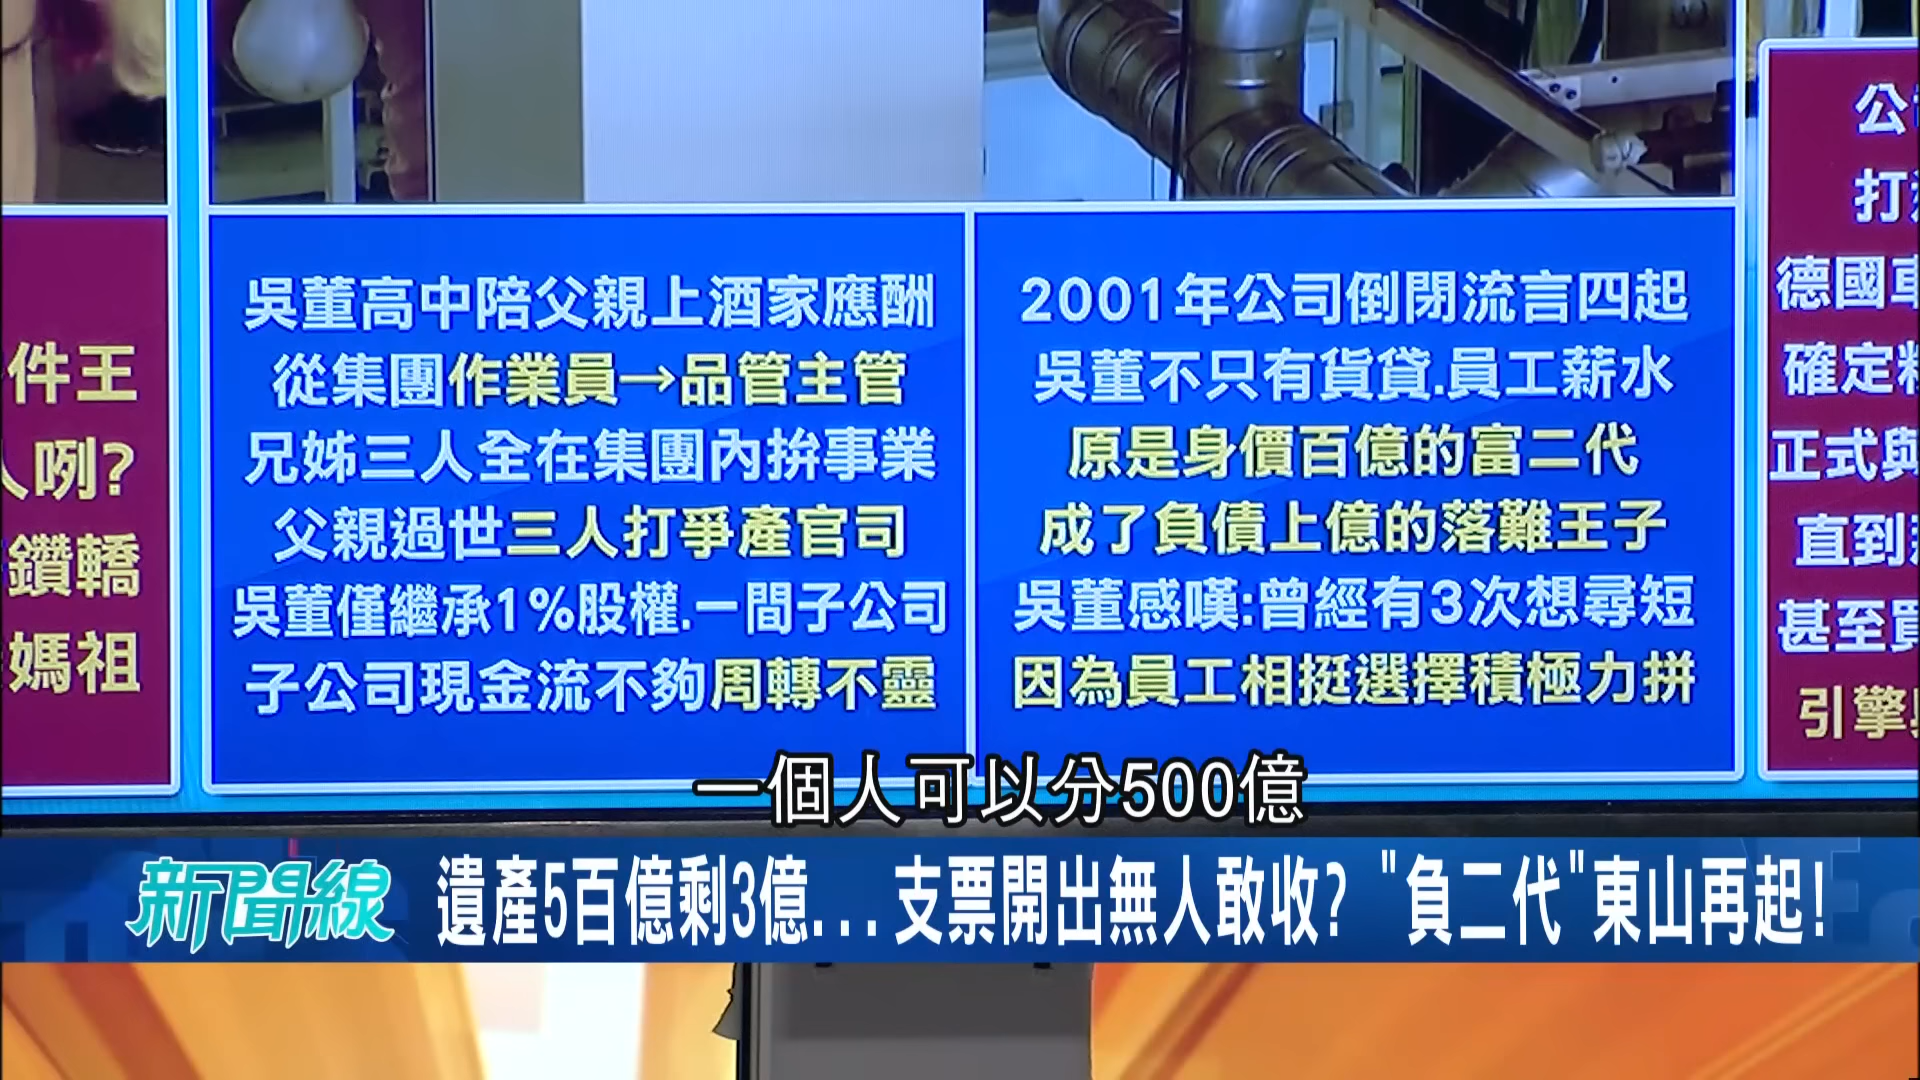 件王
人咧?
鑽轎
媽祖
吳董高中陪父親上酒家應酬
從集團作業員→品管主管
兄姊三人全在集團內拚事業
父親過世三人打爭產官司
吳董僅繼承1%股權.一間子公司
子公司現金流不夠周轉不靈
2001年公司倒閉流言四起
吳董不只有貨貸.員工薪水
原是身價百億的富二代
成了負債上億的落難王子
吳董感嘆:曾經有3次想尋短
因為員工相挺選擇積極力拼
公
打
德國車
確定
正式與
直到
甚至買
引擎
一個人可以分500億
新聞線
遺產5百億剩3億...支票開出無人敢收? "負二代"東山再起!